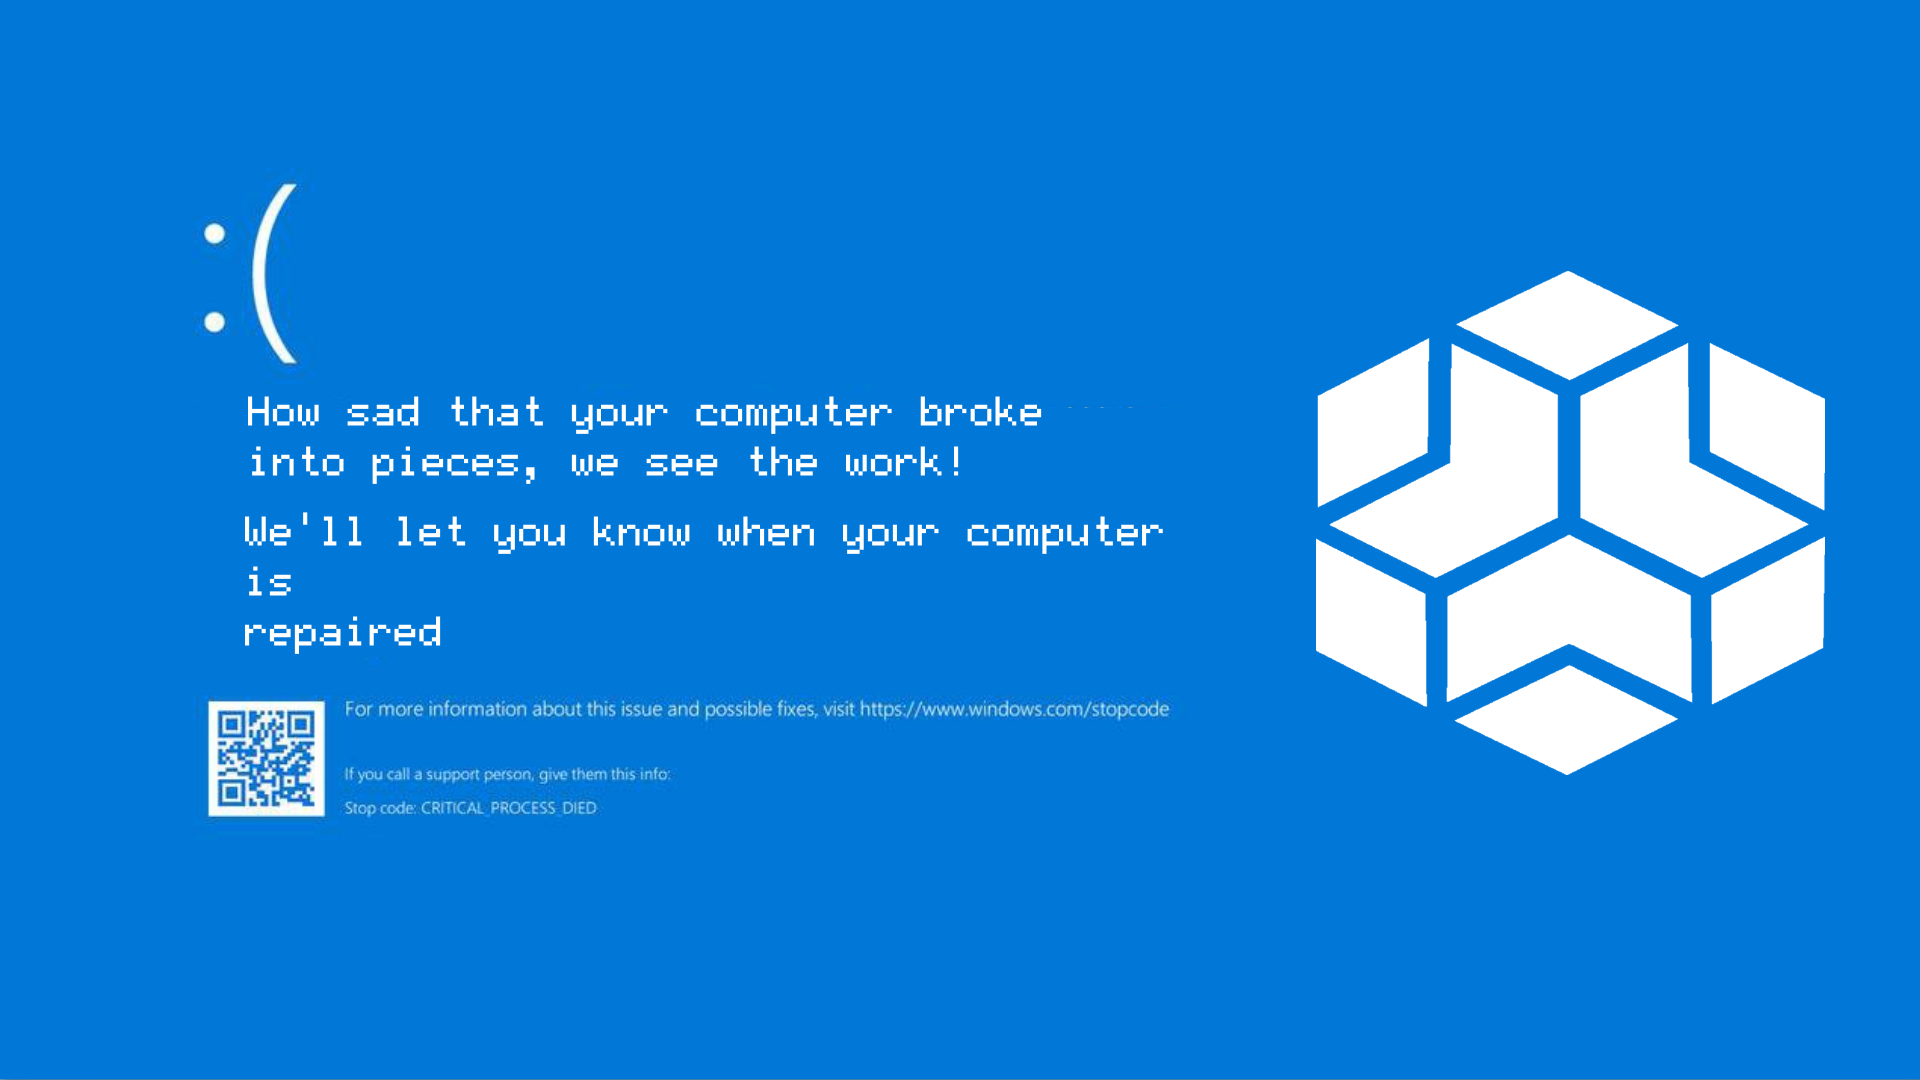 :(
How sad that your computer broke
into pieces, we see the work!
We'll let you know when your computer
is
repaired
For more information about this issue and possible fixes, visit https://www.windows.com/stopcode
If you call a support person, give them this info:
Stop code: CRITICAL_PROCESS_DIED